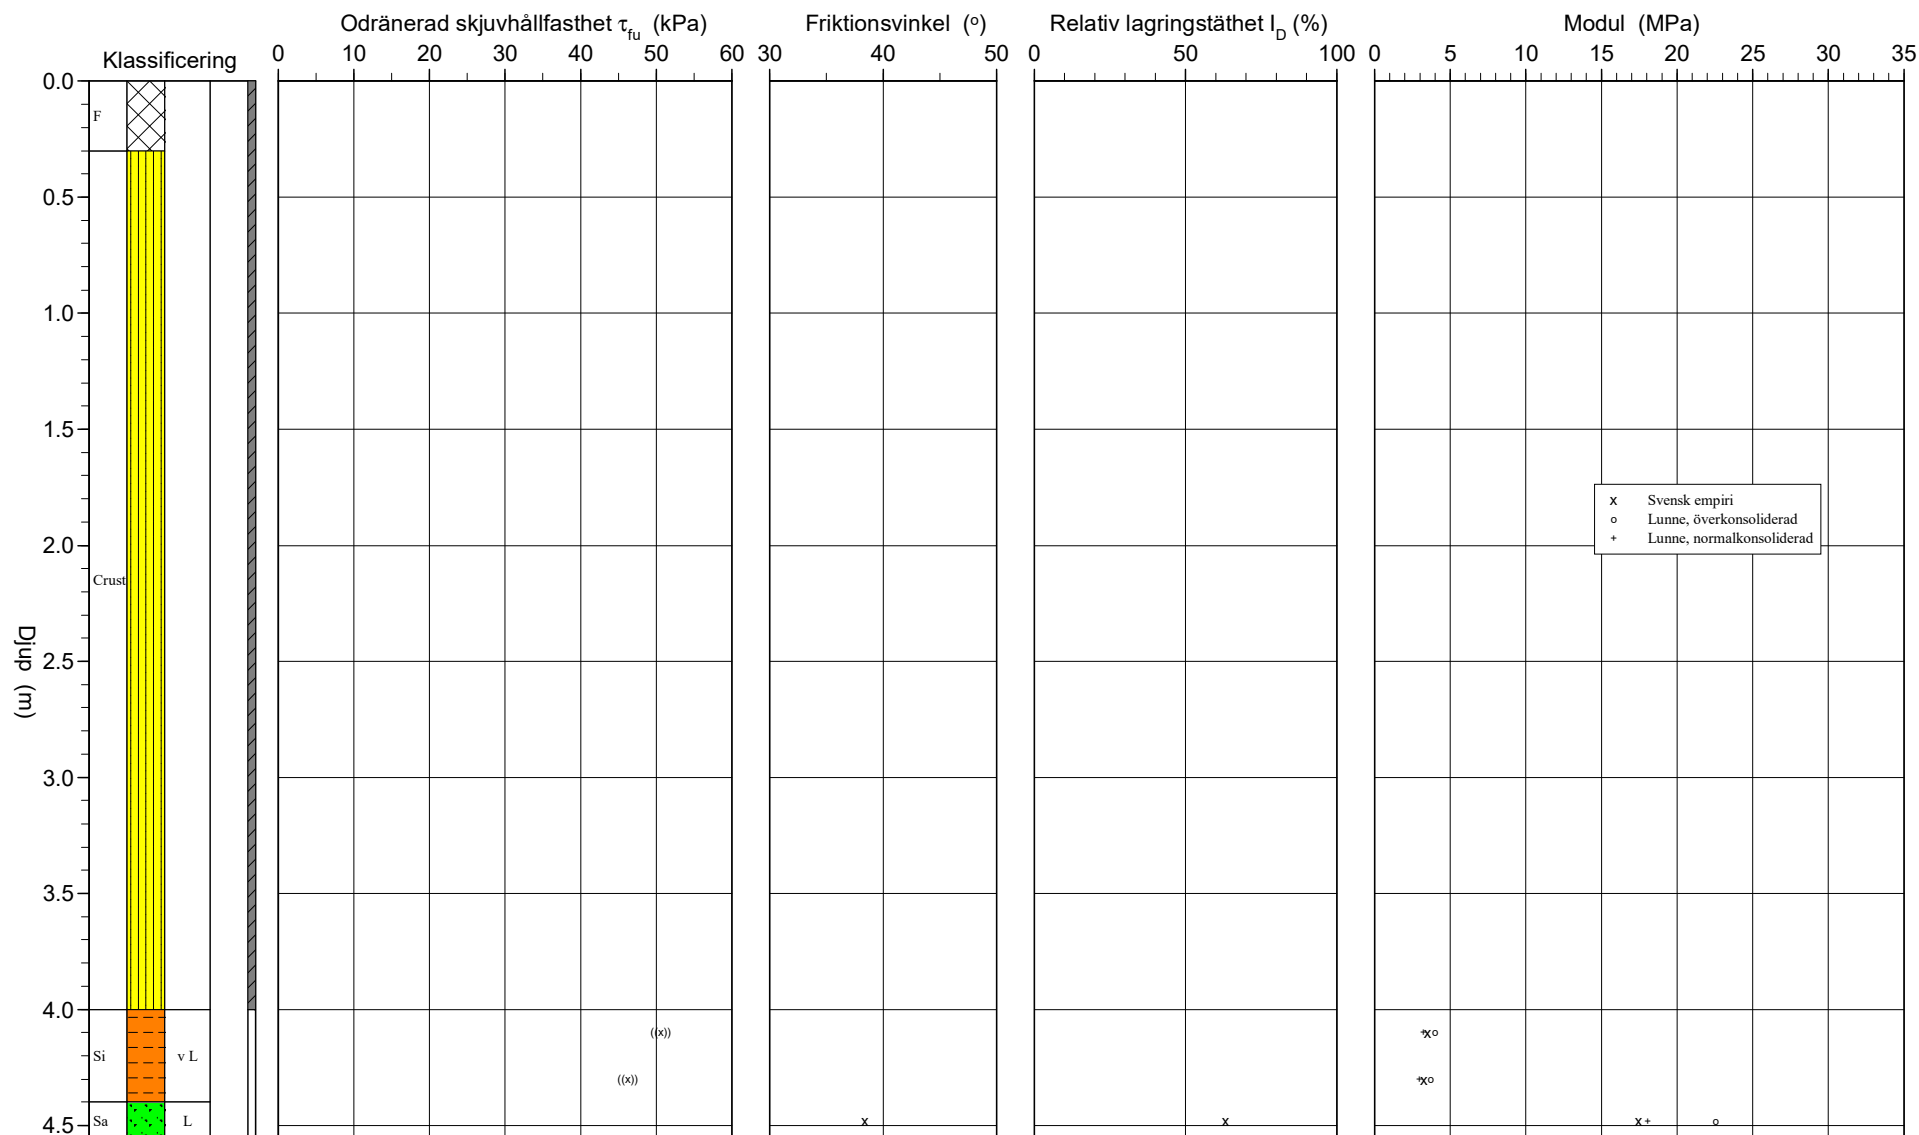 Odränerad skjuvhållfasthet τfu (kPa) Friktionsvinkel (o) Relativ lagringstäthet ID (%) Modul (MPa)
Klassificering
0 10 20 30 40 50 60 30 40 50 0 50 100 0 5 10 15 20 25 30 35
0.0
F
0.5
1.0
1.5
x Svensk empiri
o Lunne, överkonsoliderad
+ Lunne, normalkonsoliderad
2.0
Crust
Djup (m)
2.5
3.0
3.5
4.0
((x)) +xo
Si v L
((x)) +xo
Sa L x x x+ o
4.5